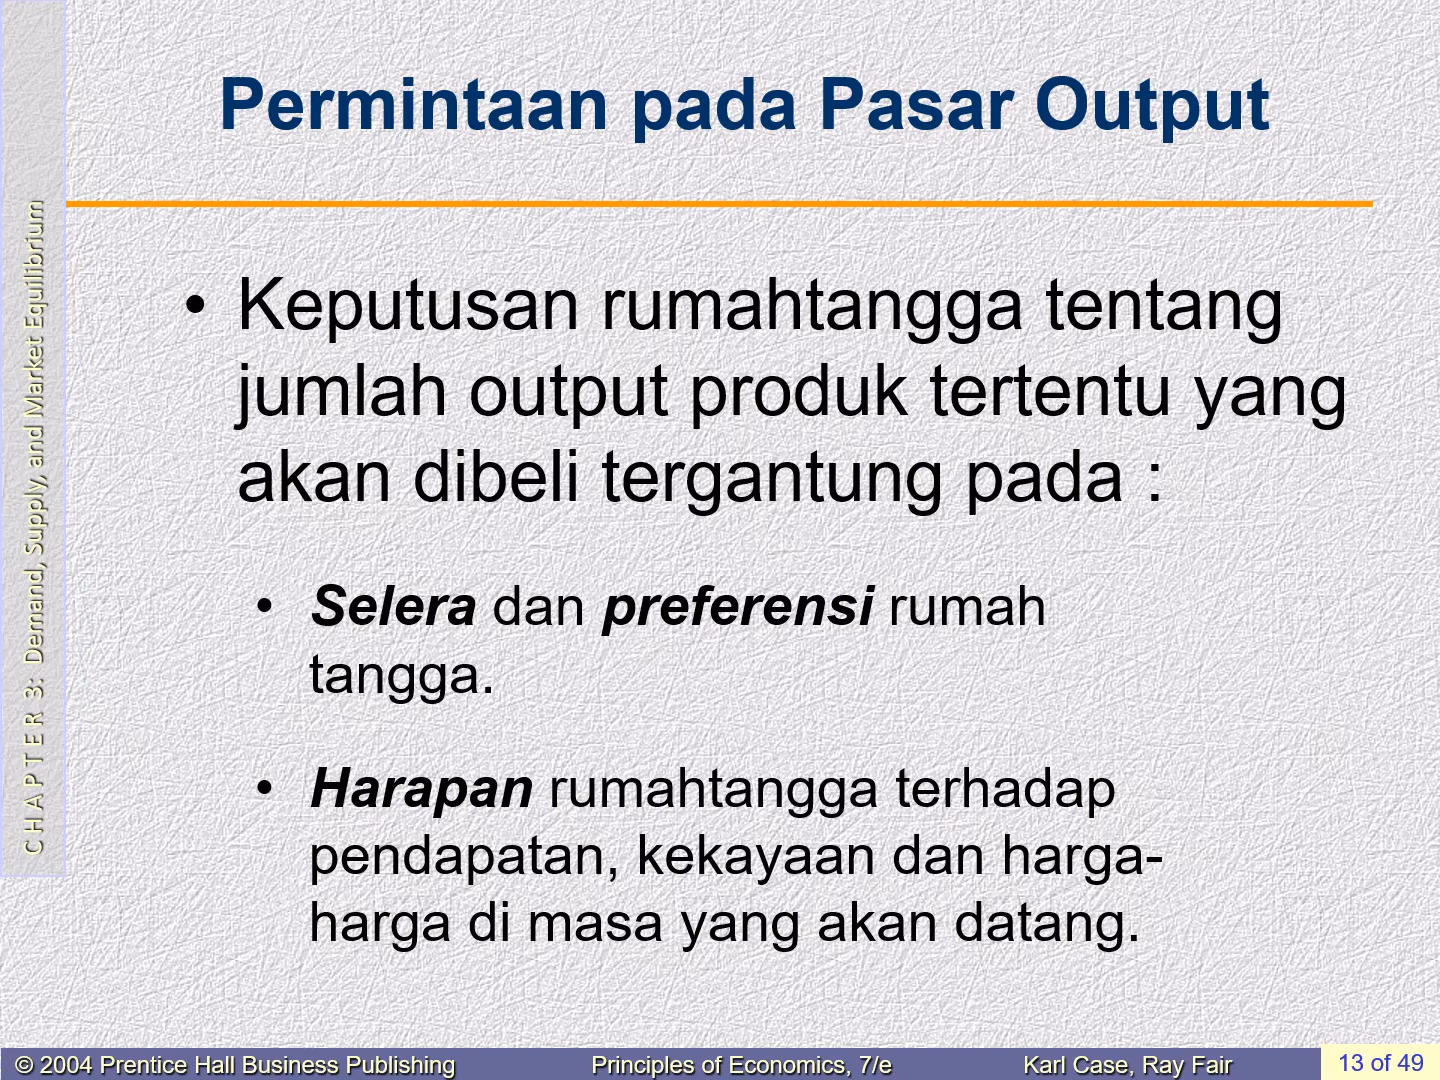 Permintaan pada Pasar Output
• Keputusan rumahtangga tentang
jumlah output produk tertentu yang
akan dibeli tergantung pada :
• Selera dan preferensi rumah
tangga.
• Harapan rumahtangga terhadap
pendapatan, kekayaan dan harga-
harga di masa yang akan datang.
C H A P T E R  3:  Demand, Supply, and Market Equilibrium
© 2004 Prentice Hall Business Publishing
Principles of Economics, 7/e
Karl Case, Ray Fair
13 of 49